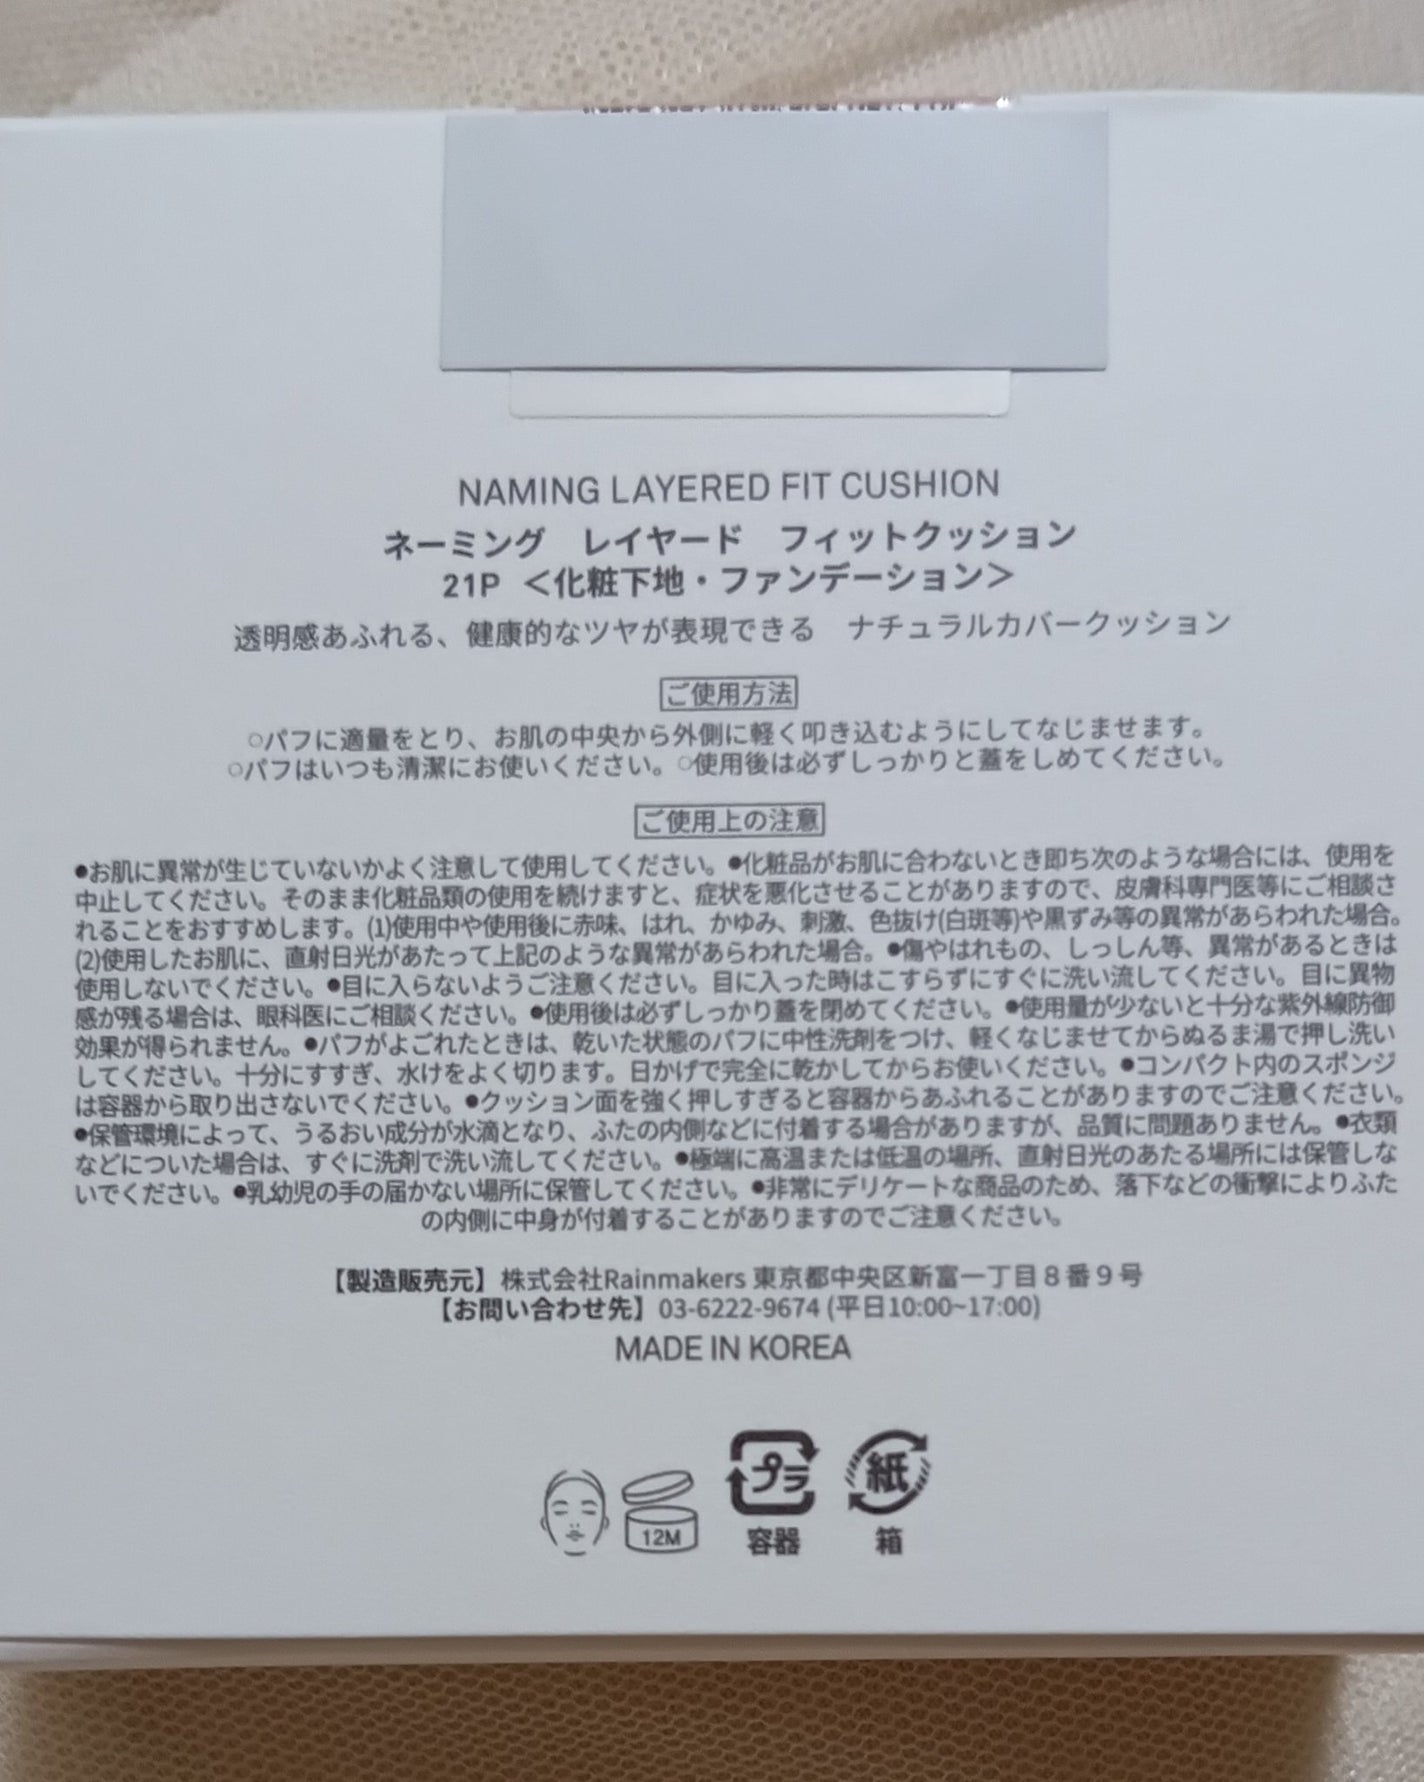 NAMING LAYERED FIT CUSHION
ネーミング　レイヤード　フィットクッション
21P ＜化粧下地・ファンデーション＞
透明感あふれる、健康的なツヤが表現できる　ナチュラルカバークッション
ご使用方法
○パフに適量をとり、お肌の中央から外側に軽く叩き込むようにしてなじませます。
○パフはいつも清潔にお使いください。○使用後は必ずしっかりと蓋をしめてください。
ご使用上の注意
●お肌に異常が生じていないかよく注意して使用してください。●化粧品がお肌に合わないとき即ち次のような場合には、使用を
中止してください。そのまま化粧品類の使用を続けますと、症状を悪化させることがありますので、皮膚科専門医等にご相談さ
れることをおすすめします。(1)使用中や使用後に赤味、はれ、かゆみ、刺激、色抜け(白斑等)や黒ずみ等の異常があらわれた場合。
(2)使用したお肌に、直射日光があたって上記のような異常があらわれた場合。●傷やはれもの、しっしん等、異常があるときは
使用しないでください。●目に入らないようご注意ください。目に入った時はこすらずにすぐに洗い流してください。目に異物
感が残る場合は、眼科医にご相談ください。●使用後は必ずしっかり蓋を閉めてください。●使用量が少ないと十分な紫外線防御
効果が得られません。●パフがよごれたときは、乾いた状態のパフに中性洗剤をつけ、軽くなじませてからぬるま湯で押し洗い
してください。十分にすすぎ、水けをよく切ります。日かげで完全に乾かしてからお使いください。●コンパクト内のスポンジ
は容器から取り出さないでください。●クッション面を強く押しすぎると容器からあふれることがありますのでご注意ください。
●保管環境によって、うるおい成分が水滴となり、ふたの内側などに付着する場合がありますが、品質に問題ありません。●衣類
などについた場合は、すぐに洗剤で洗い流してください。●極端に高温または低温の場所、直射日光のあたる場所には保管しな
いでください。●乳幼児の手の届かない場所に保管してください。●非常にデリケートな商品のため、落下などの衝撃によりふた
の内側に中身が付着することがありますのでご注意ください。
【製造販売元】株式会社Rainmakers 東京都中央区新富一丁目８番９号
【お問い合わせ先】03-6222-9674 (平日10:00~17:00)
MADE IN KOREA
12M
プラ
容器
紙
箱